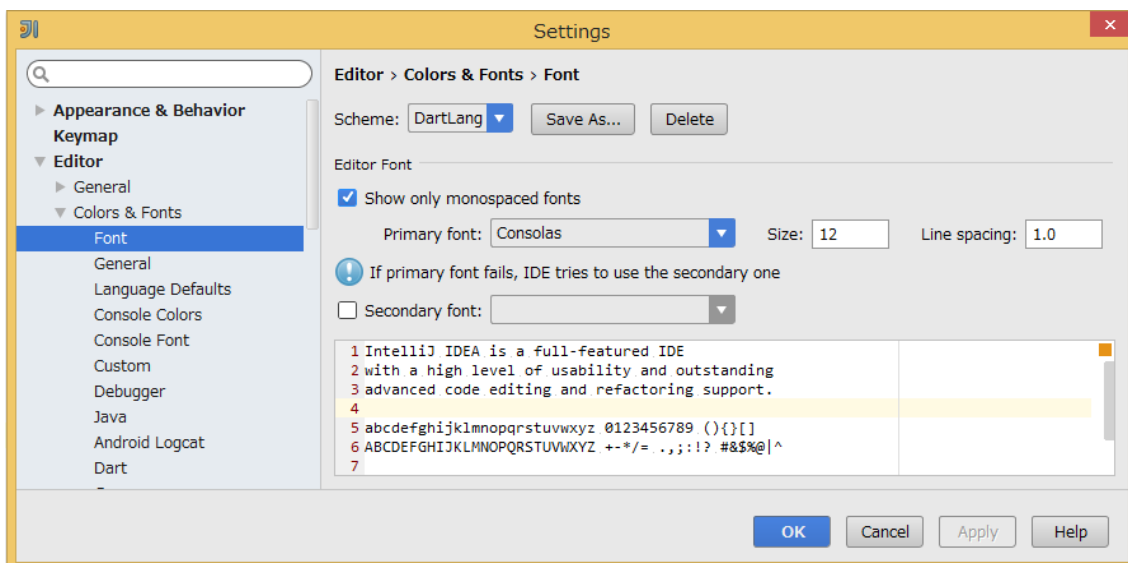 Settings
Editor > Colors & Fonts > Font
Appearance & Behavior
Keymap
Editor
General
Colors & Fonts
Font
General
Language Defaults
Console Colors
Console Font
Custom
Debugger
Java
Android Logcat
Dart
Scheme: DartLang Save As... Delete
Editor Font
Show only monospaced fonts
Primary font: Consolas Size: 12 Line spacing: 1.0
If primary font fails, IDE tries to use the secondary one
Secondary font:
1 IntelliJ IDEA is a full-featured IDE
2 with a high level of usability and outstanding
3 advanced code editing and refactoring support.
4
5 abcdefghijklmnopqrstuvwxyz 0123456789 (){}[]
6 ABCDEFGHIJKLMNOPQRSTUVWXYZ +-*/= .,;:!? #&$%@|^
7
OK Cancel Apply Help